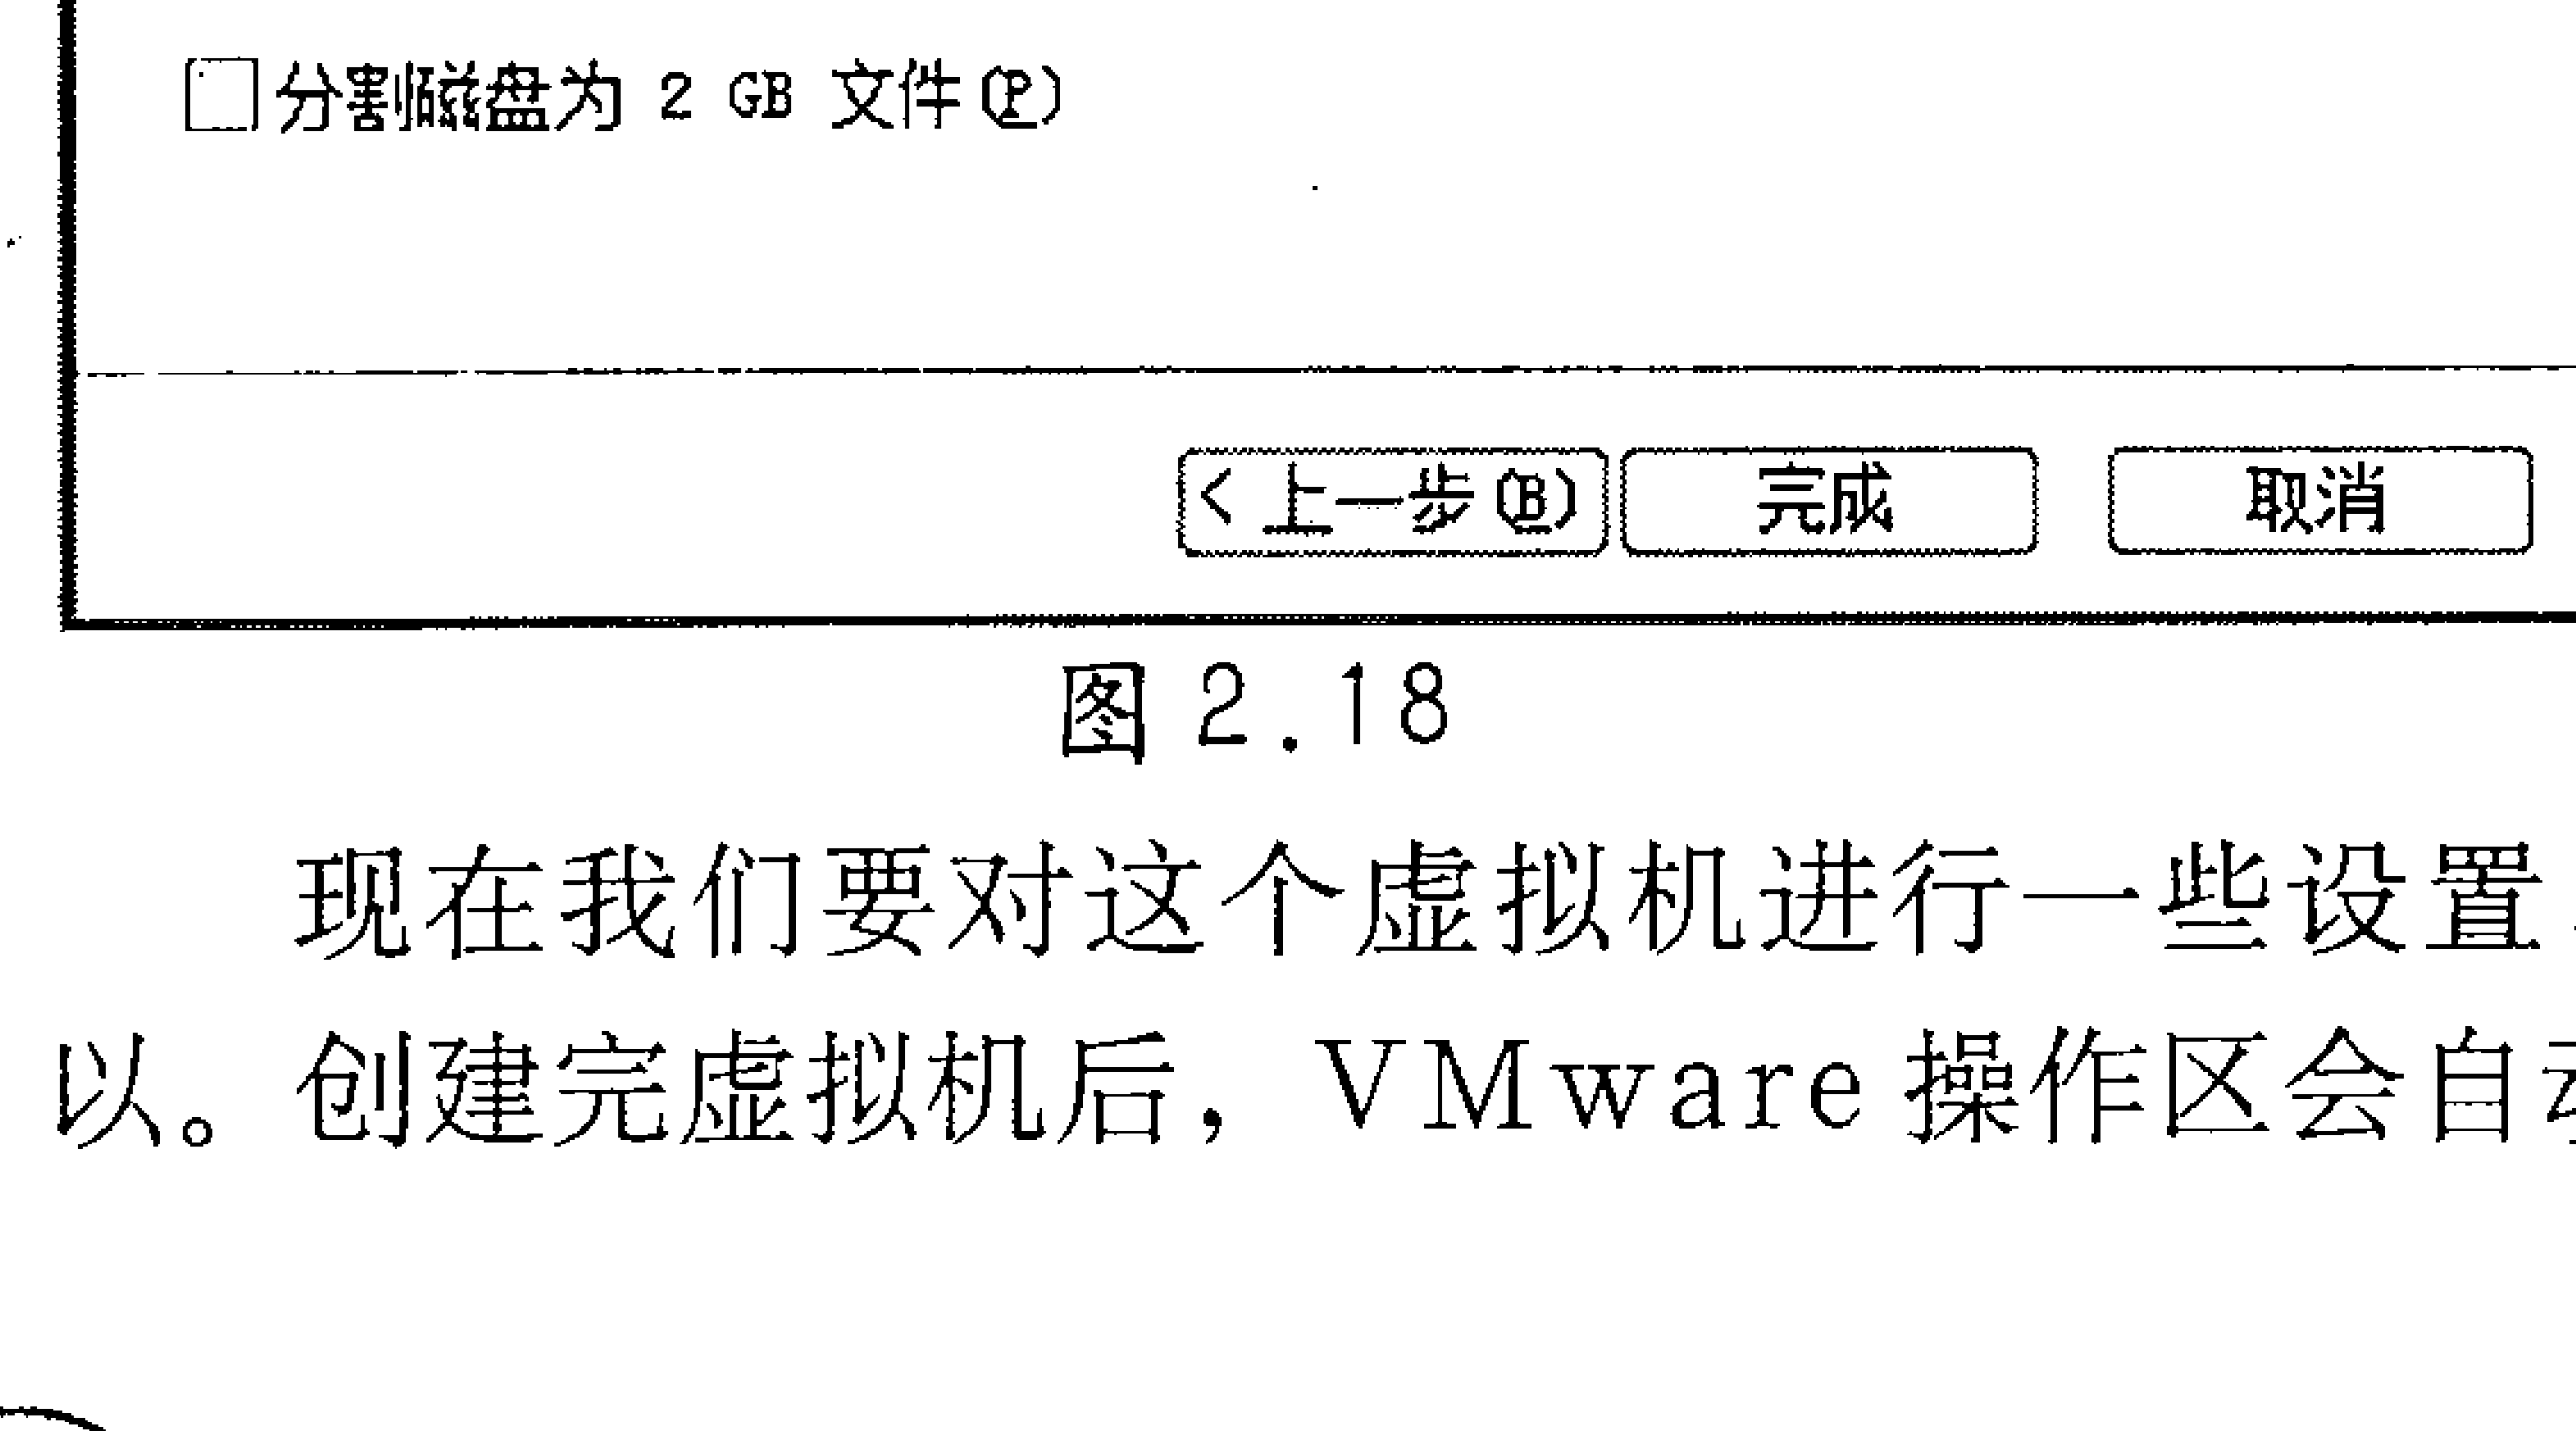 分割磁盘为 2 GB 文件(P)
< 上一步(B) 完成 取消
图 2.18
现在我们要对这个虚拟机进行一些设置
以。创建完虚拟机后，VMware 操作区会自